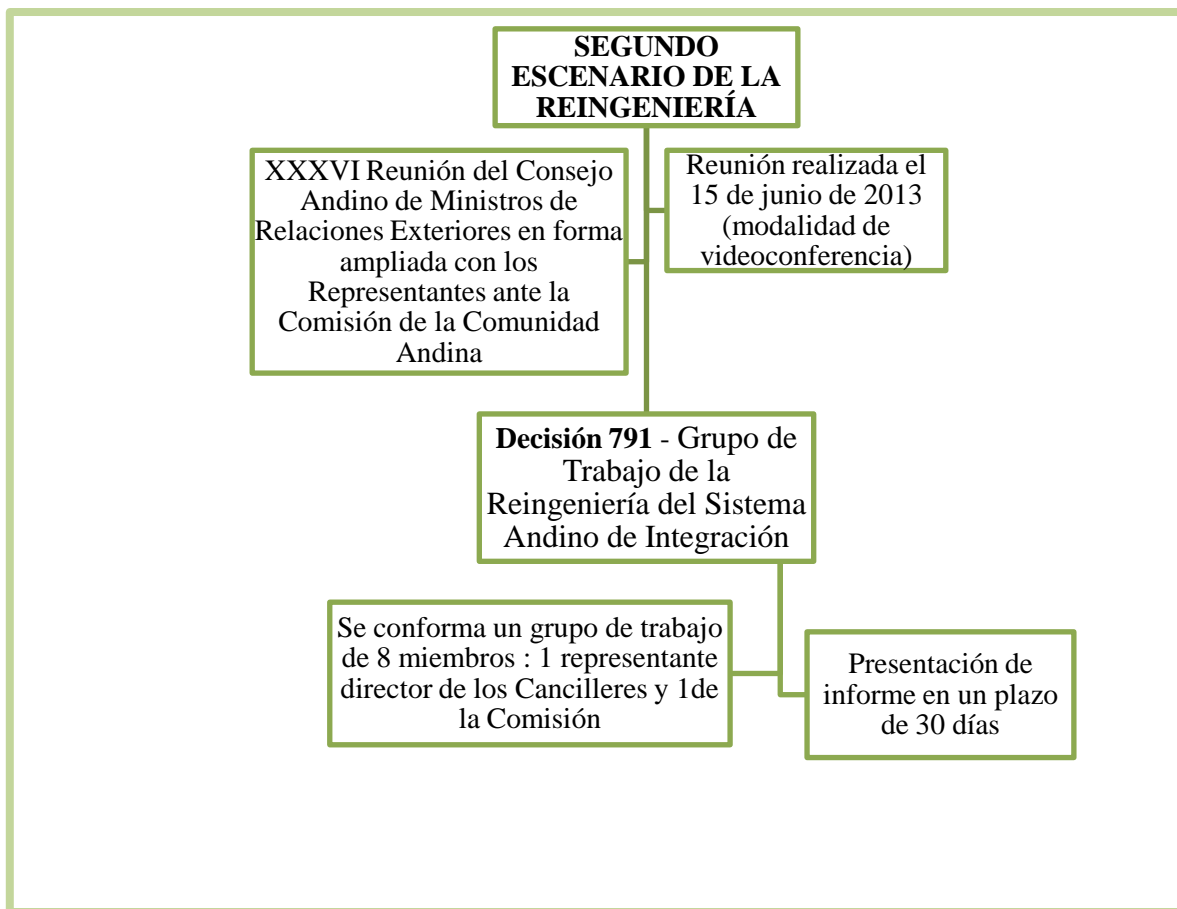 SEGUNDO
ESCENARIO DE LA
REINGENIERÍA
XXXVI Reunión del Consejo
Andino de Ministros de
Relaciones Exteriores en forma
ampliada con los
Representantes ante la
Comisión de la Comunidad
Andina
Reunión realizada el
15 de junio de 2013
(modalidad de
videoconferencia)
Decisión 791 - Grupo de
Trabajo de la
Reingeniería del Sistema
Andino de Integración
Se conforma un grupo de trabajo
de 8 miembros : 1 representante
director de los Cancilleres y 1de
la Comisión
Presentación de
informe en un plazo
de 30 días